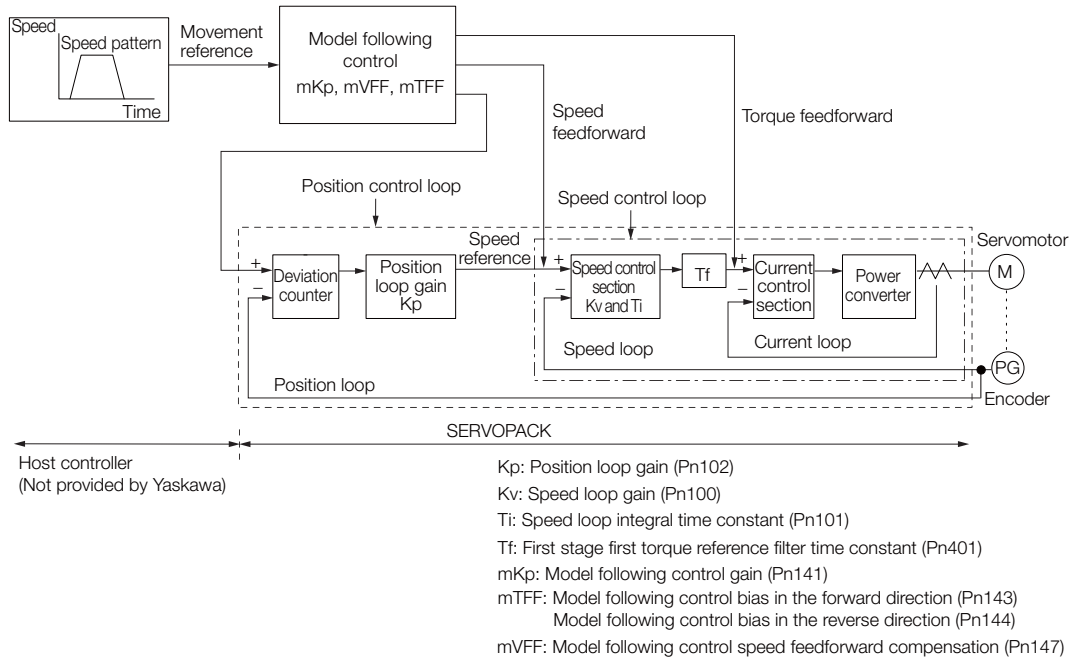 Speed
Speed pattern
Time
Movement
reference
Model following
control
mKp, mVFF, mTFF
Speed
feedforward
Torque feedforward
Position control loop
Speed control loop
Speed
reference
Servomotor
+
−
Deviation
counter
Position
loop gain
Kp
+
−
Speed control
section
Kv and Ti
Tf
+
−
Current
control
section
Power
converter
M
Speed loop
Current loop
PG
Position loop
Encoder
SERVOPACK
Host controller
(Not provided by Yaskawa)
Kp: Position loop gain (Pn102)
Kv: Speed loop gain (Pn100)
Ti: Speed loop integral time constant (Pn101)
Tf: First stage first torque reference filter time constant (Pn401)
mKp: Model following control gain (Pn141)
mTFF: Model following control bias in the forward direction (Pn143)
Model following control bias in the reverse direction (Pn144)
mVFF: Model following control speed feedforward compensation (Pn147)